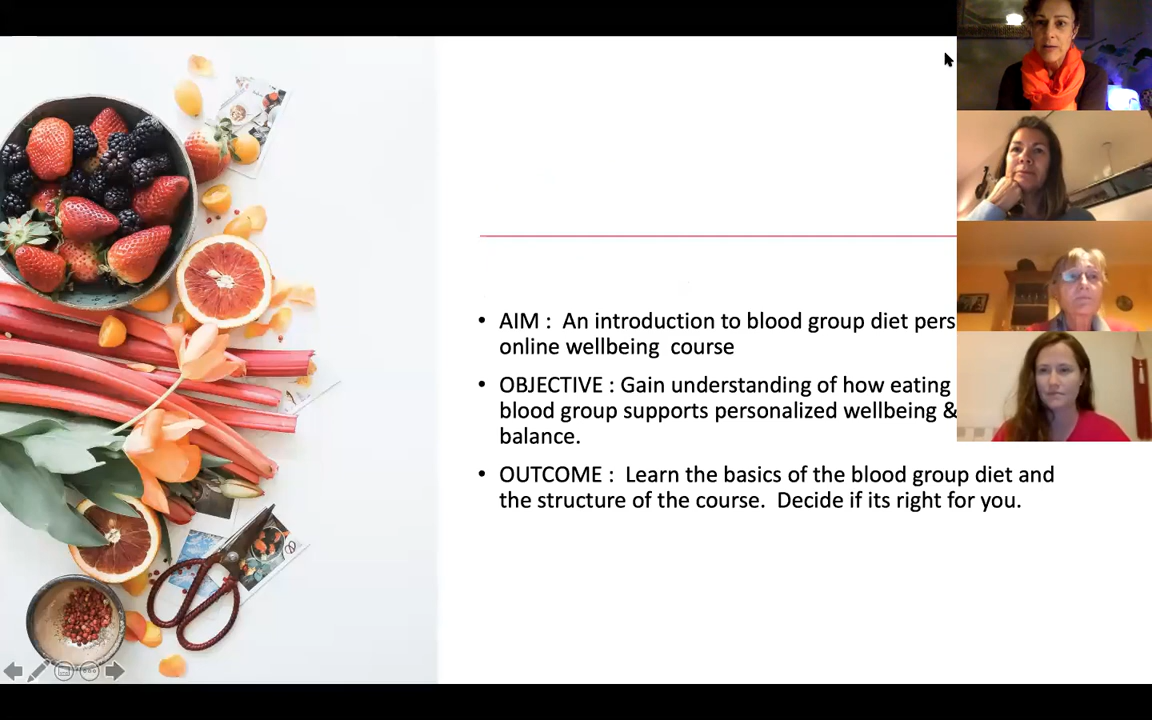 • AIM : An introduction to blood group diet pers
online wellbeing course
• OBJECTIVE : Gain understanding of how eating
blood group supports personalized wellbeing &
balance.
• OUTCOME : Learn the basics of the blood group diet and
the structure of the course. Decide if its right for you.